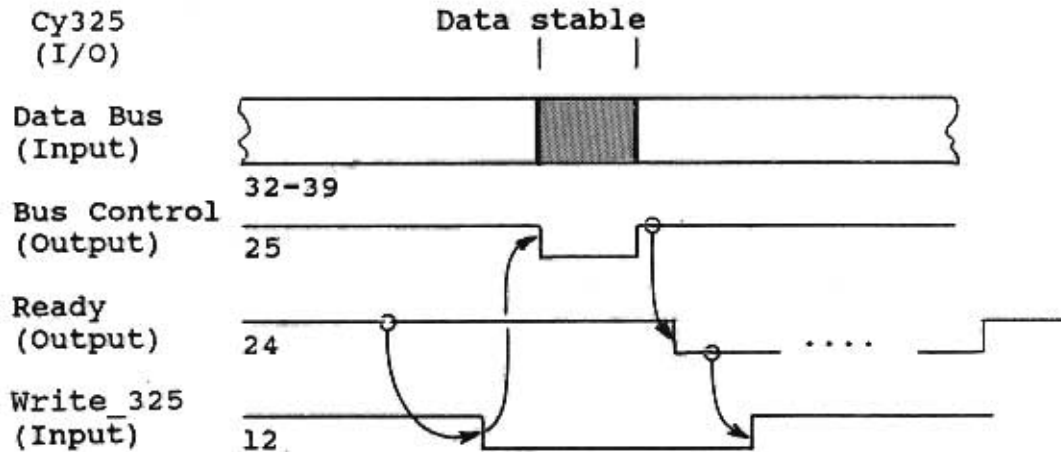 Cy325
(I/O)
Data stable
Data Bus
(Input)
32-39
Bus Control
(Output)
25
Ready
(Output)
24
Write_325
(Input)
12